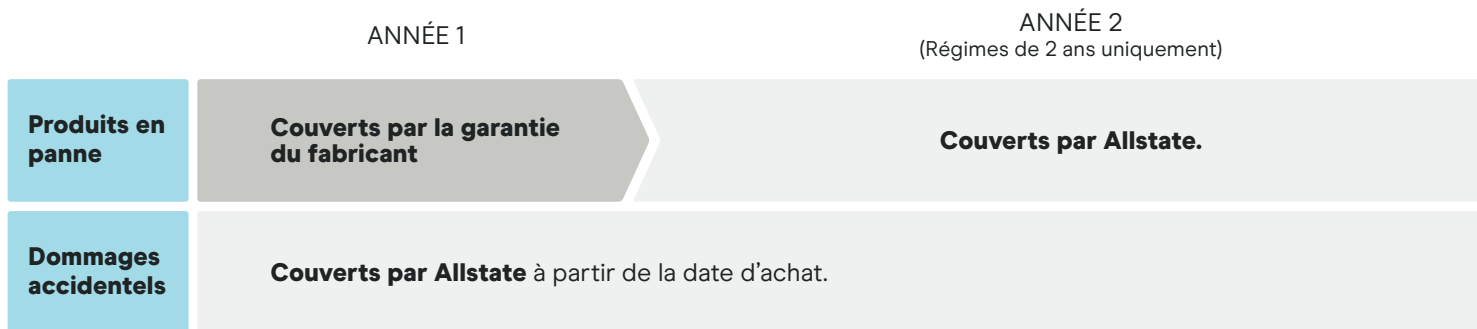 ANNÉE 1
ANNÉE 2
(Régimes de 2 ans uniquement)
Produits en
panne
Couverts par la garantie
du fabricant
Couverts par Allstate.
Dommages
accidentels
Couverts par Allstate à partir de la date d’achat.